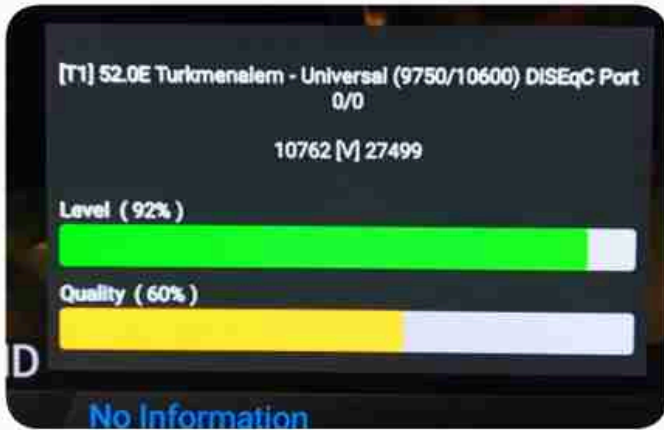 [T1] 52.0E Turkmenalem - Universal (9750/10600) DISEqC Port
0/0
10762 [V] 27499
Level ( 92% )
Quality ( 60% )
D
No Information